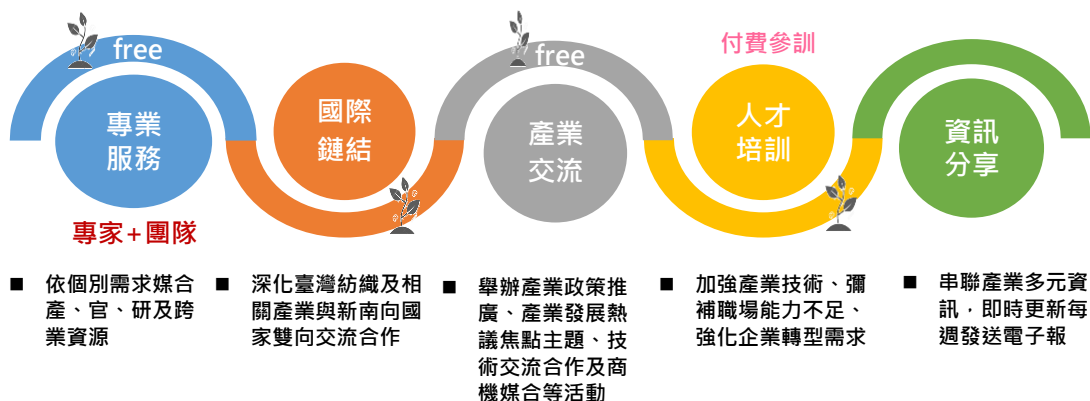 free
專業
服務
專家+團隊
■ 依個別需求媒合
產、官、研及跨
業資源
國際
鏈結
■ 深化臺灣紡織及相
關產業與新南向國
家雙向交流合作
free
產業
交流
■ 舉辦產業政策推
廣、產業發展熱
議焦點主題、技
術交流合作及商
機媒合等活動
付費參訓
人才
培訓
■ 加強產業技術、彌
補職場能力不足、
強化企業轉型需求
資訊
分享
■ 串聯產業多元資
訊，即時更新每
週發送電子報